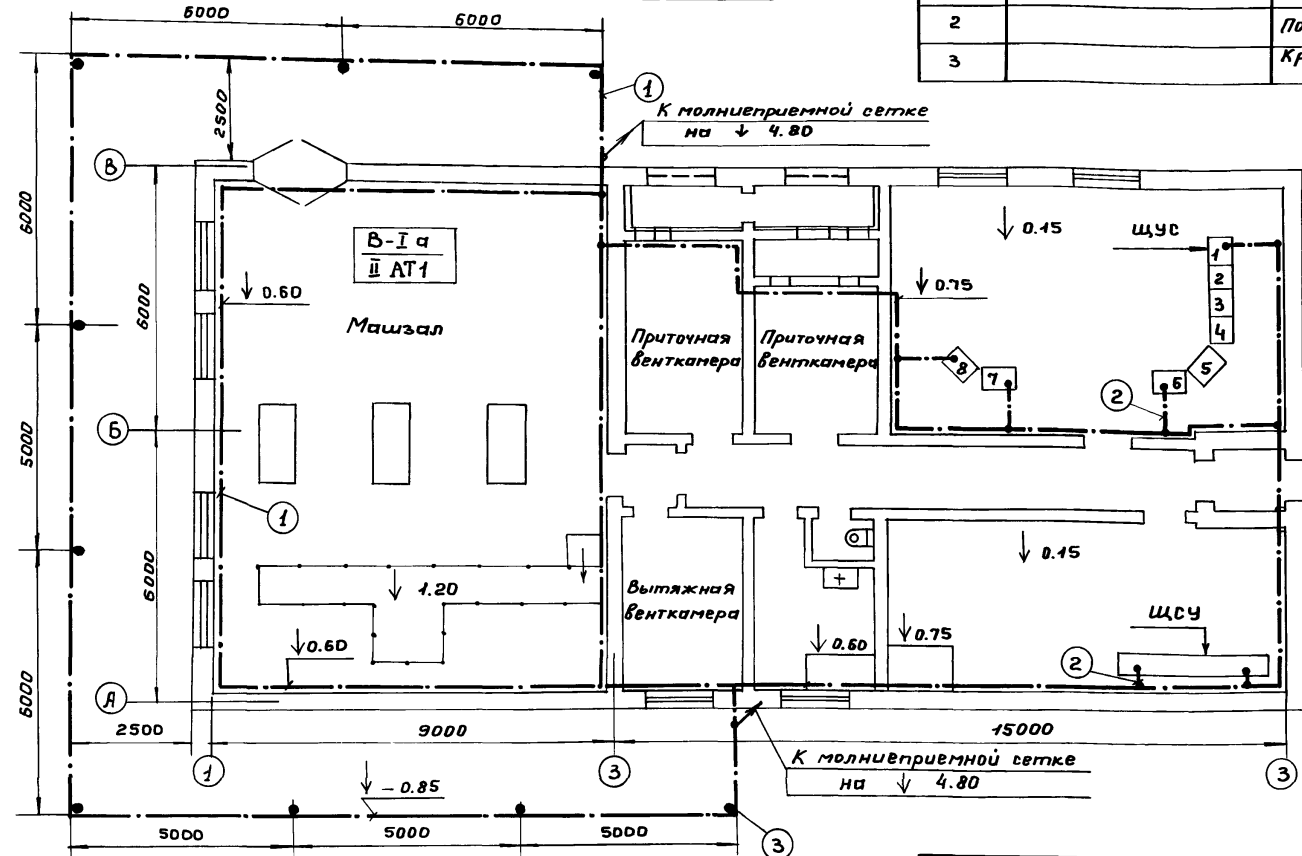 6000
6000
2
По
3
Кр
1
К молниеприемной сетке
на ↓ 4.80
2500
В
6000
6000
В-Iа
II АТ1
↓ 0.15
ЩУС
1
2
3
4
5
6
7
8
↓ 0.60
↓ 0.75
Машзал
Приточная
венткамера
Приточная
венткамера
2
Б
5000
1
6000
↓ 0.15
↓ 1.20
Вытяжная
венткамера
+
ЩСУ
↓ 0.60
↓ 0.60
↓ 0.75
2
А
6000
2500
9000
15000
1
3
3
К молниеприемной сетке
на ↓ 4.80
↓ -0.85
5000
5000
5000
3